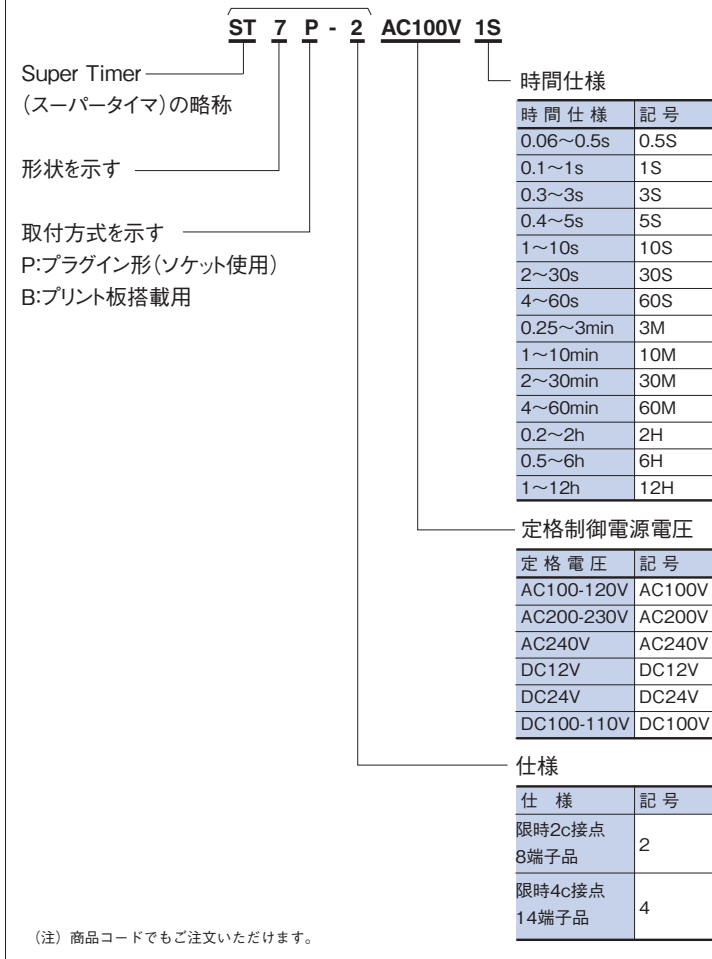 ST 7 P - 2 AC100V 1S
Super Timer
（スーパータイマ）の略称
形状を示す
取付方式を示す
P:プラグイン形（ソケット使用）
B:プリント板搭載用
時間仕様
時間仕様 記号
0.06〜0.5s 0.5S
0.1〜1s 1S
0.3〜3s 3S
0.4〜5s 5S
1〜10s 10S
2〜30s 30S
4〜60s 60S
0.25〜3min 3M
1〜10min 10M
2〜30min 30M
4〜60min 60M
0.2〜2h 2H
0.5〜6h 6H
1〜12h 12H
定格制御電源電圧
定格電圧 記号
AC100-120V AC100V
AC200-230V AC200V
AC240V AC240V
DC12V DC12V
DC24V DC24V
DC100-110V DC100V
仕様
仕様 記号
限時2c接点
8端子品 2
限時4c接点
14端子品 4
（注）商品コードでもご注文いただけます。